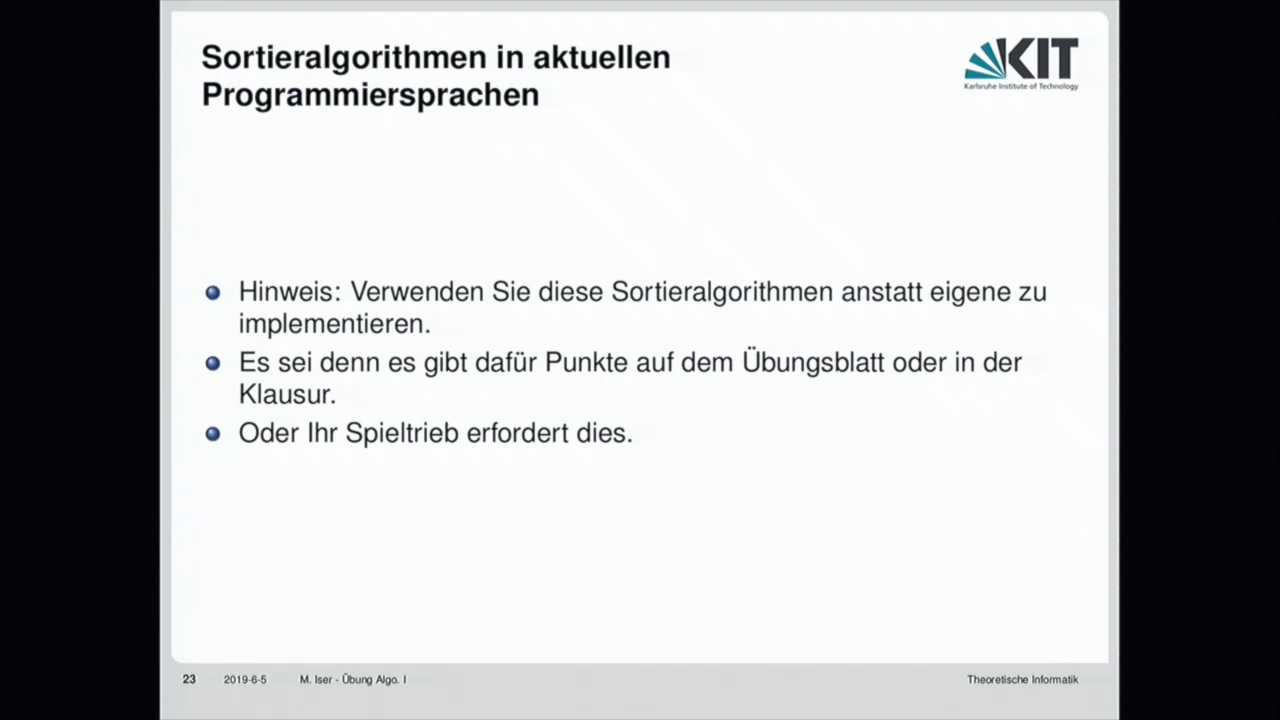 Sortieralgorithmen in aktuellen
Programmiersprachen
KIT
Karlsruhe Institute of Technology
Hinweis: Verwenden Sie diese Sortieralgorithmen anstatt eigene zu
implementieren.
Es sei denn es gibt dafür Punkte auf dem Übungsblatt oder in der
Klausur.
Oder Ihr Spieltrieb erfordert dies.
23 2019-6-5 M. Iser - Übung Algo. I Theoretische Informatik